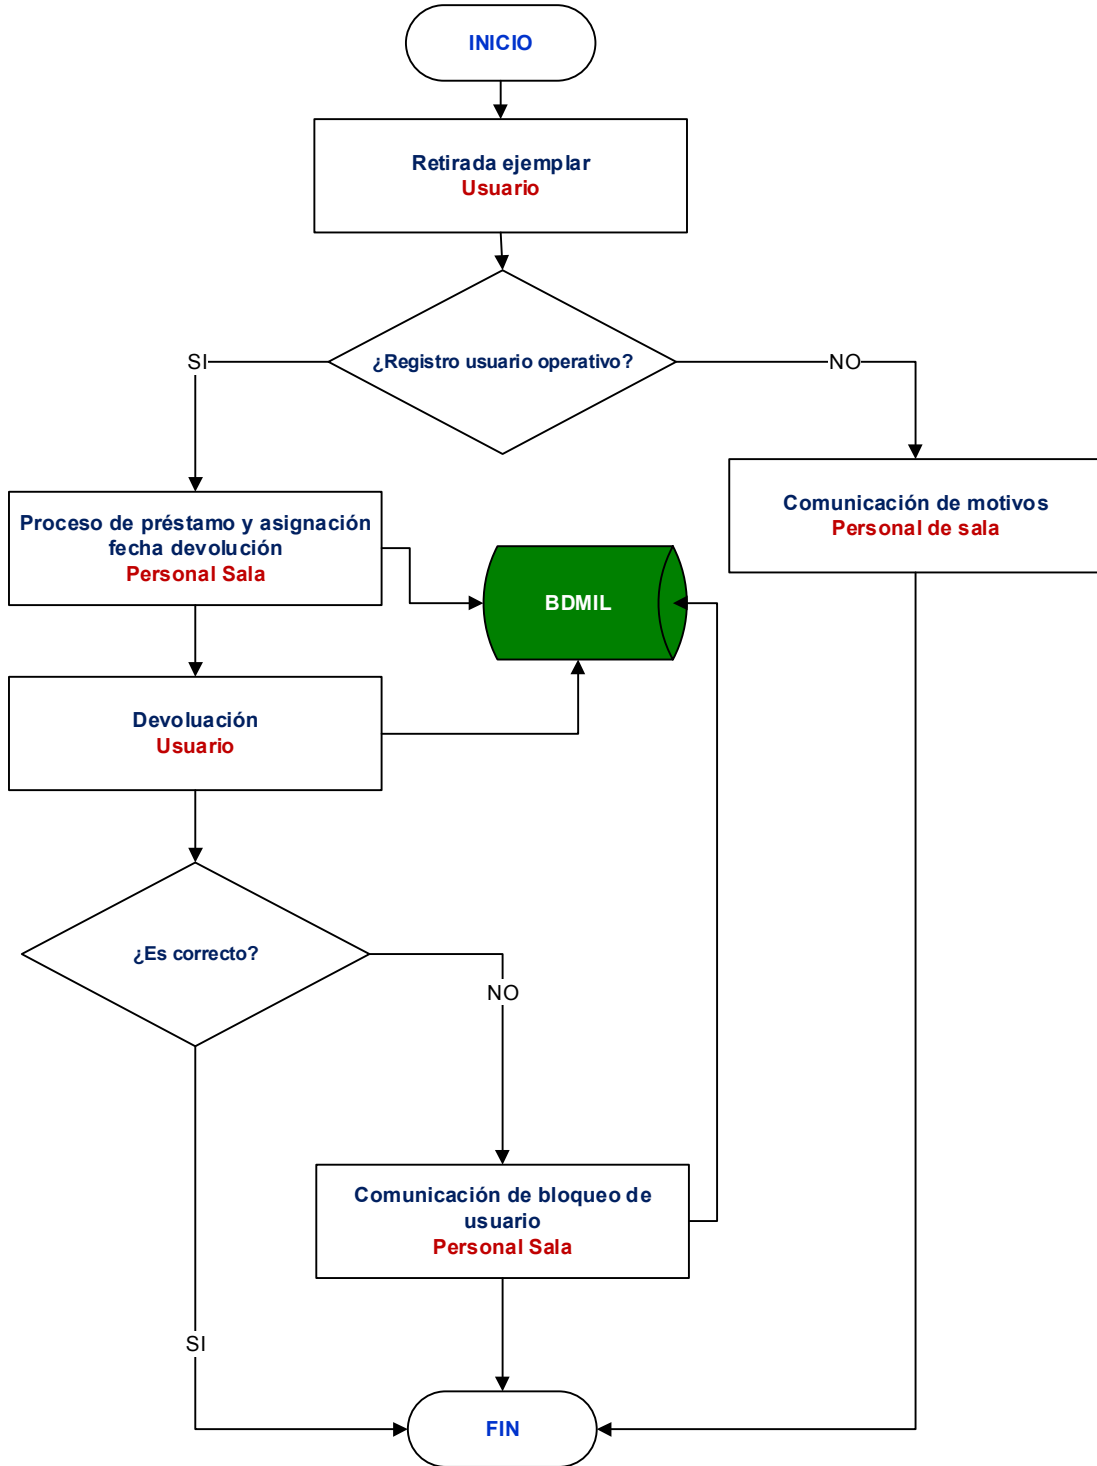 INICIO
Retirada ejemplar
Usuario
¿Registro usuario operativo?
SI
NO
Proceso de préstamo y asignación
fecha devolución
Personal Sala
Comunicación de motivos
Personal de sala
BDMIL
Devoluación
Usuario
¿Es correcto?
NO
Comunicación de bloqueo de
usuario
Personal Sala
SI
FIN